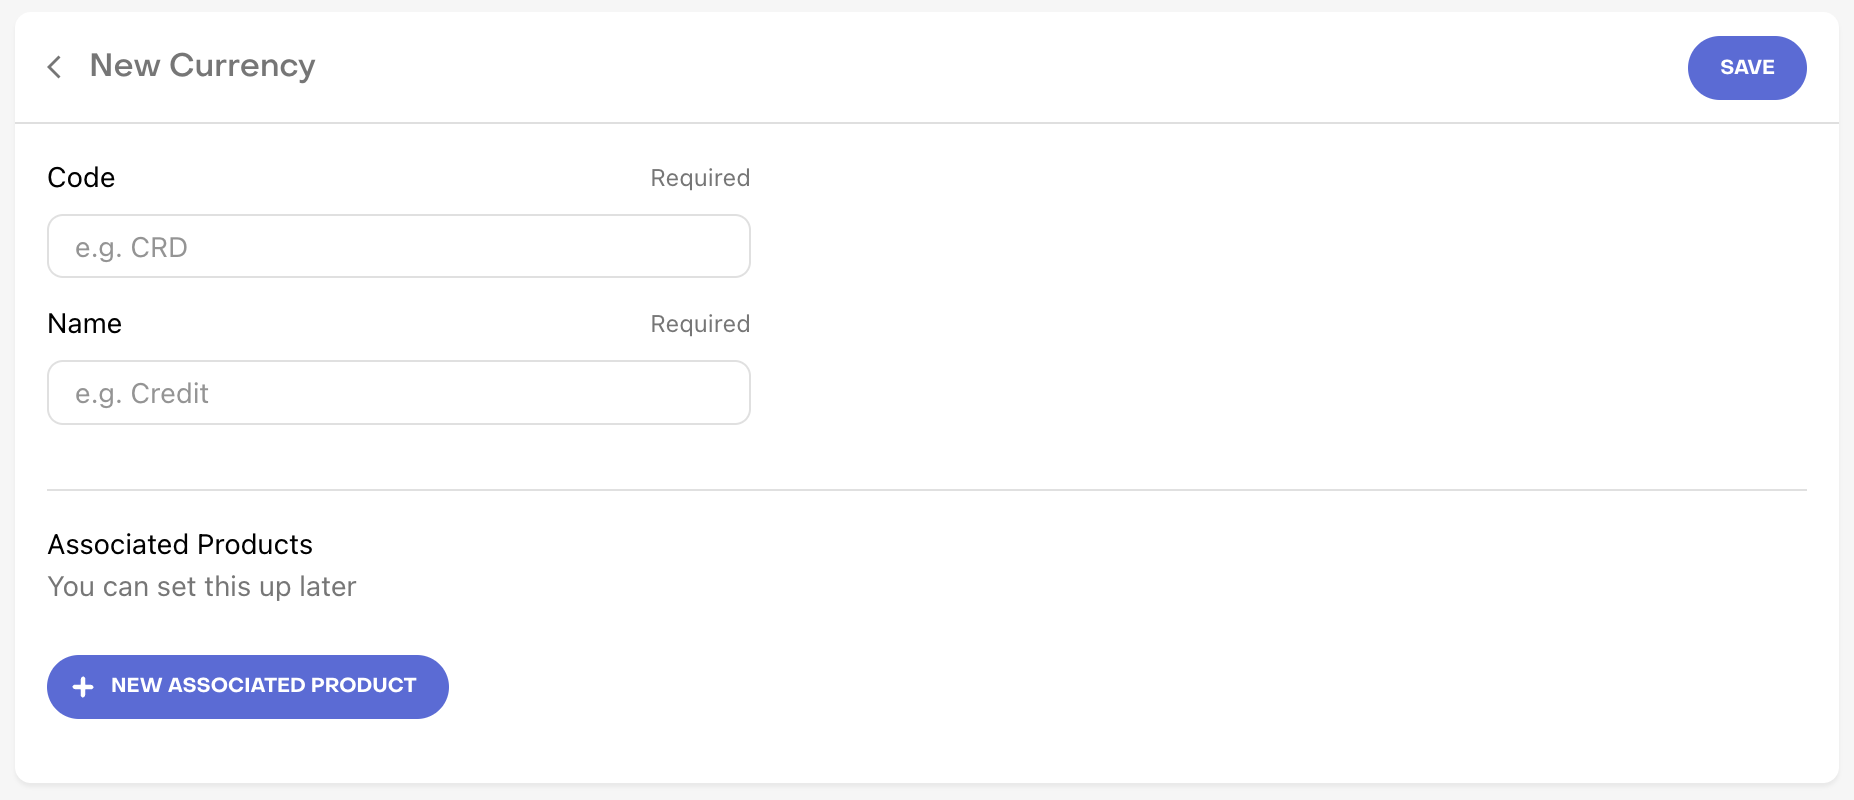 New Currency
SAVE
Code
Required
e.g. CRD
Name
Required
e.g. Credit
Associated Products
You can set this up later
NEW ASSOCIATED PRODUCT